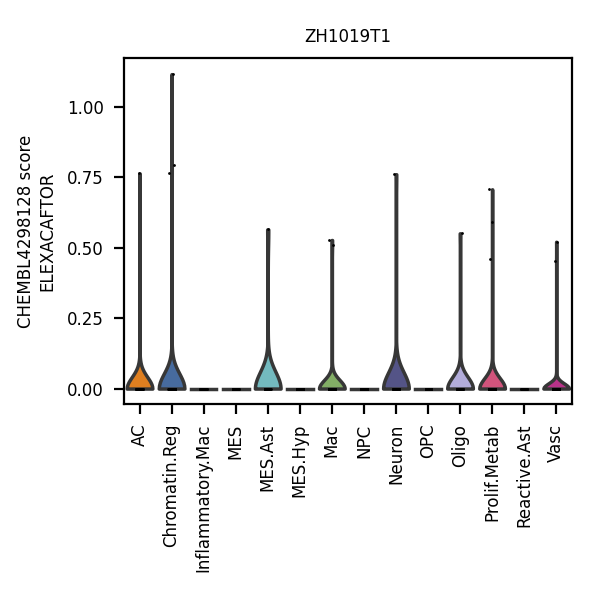 ZH1019T1
CHEMBL4298128 score
ELEXACAFTOR
1.00
0.75
0.50
0.25
0.00
AC
Chromatin.Reg
Inflammatory.Mac
MES
MES.Ast
MES.Hyp
Mac
NPC
Neuron
OPC
Oligo
Prolif.Metab
Reactive.Ast
Vasc